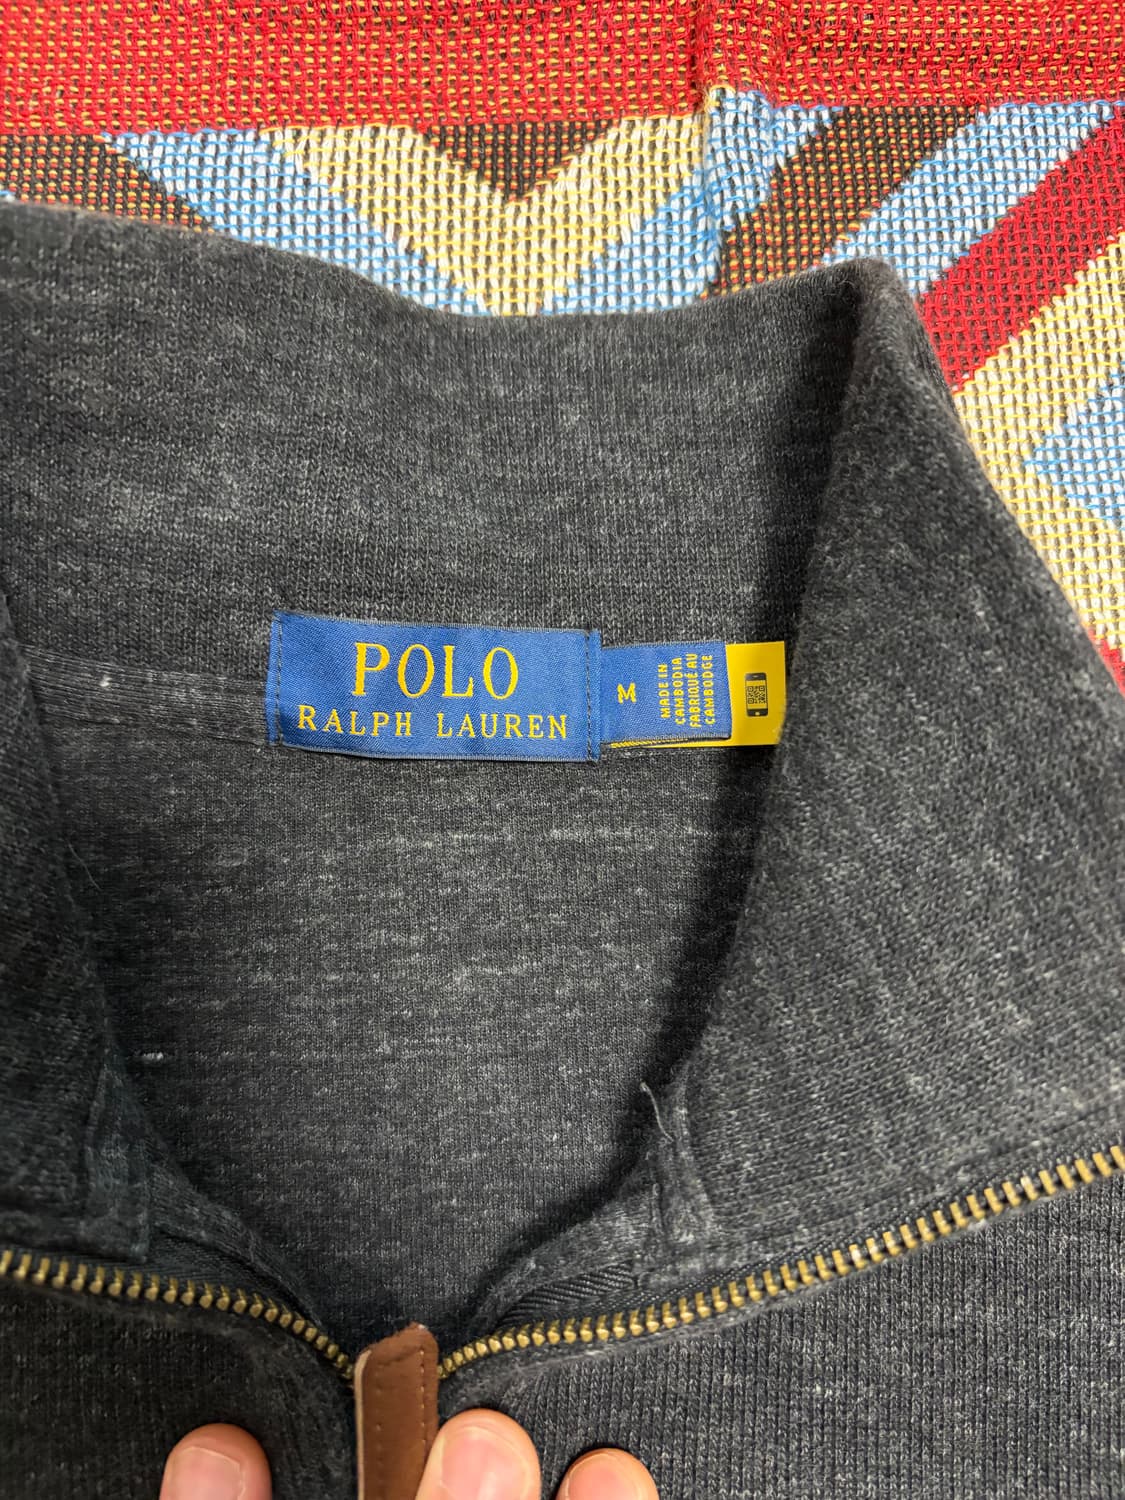 POLO
RALPH LAUREN
M
MADE IN
CAMBODIA
FABRIQUÉ AU
CAMBODGE